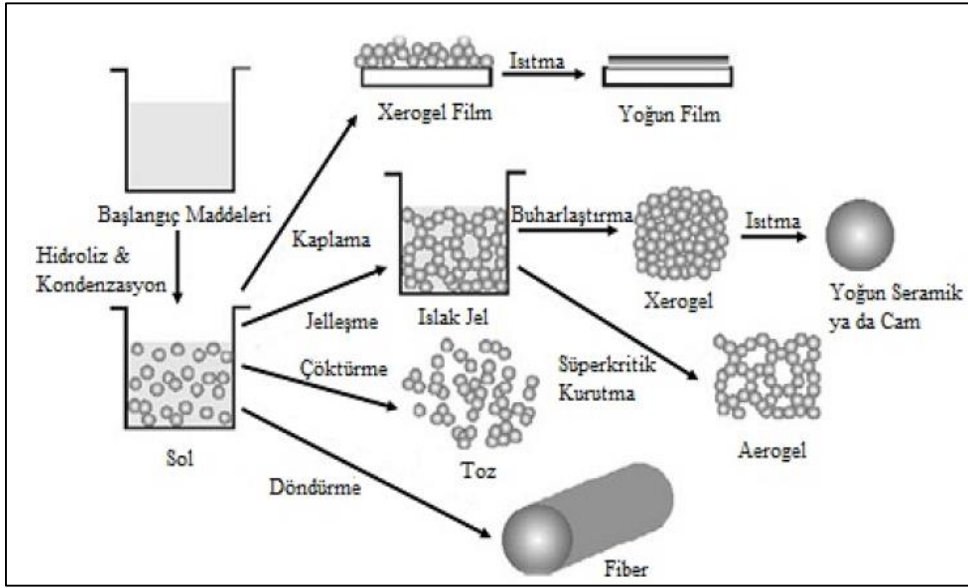 Isıtma
Xerogel Film
Yoğun Film
Başlangıç Maddeleri
Hidroliz &
Kondenzasyon
Kaplama
Buharlaştırma
Isıtma
Xerogel
Yoğun Seramik
ya da Cam
Jelleşme
Islak Jel
Çöktürme
Süperkritik
Kurutma
Sol
Toz
Aerogel
Döndürme
Fiber